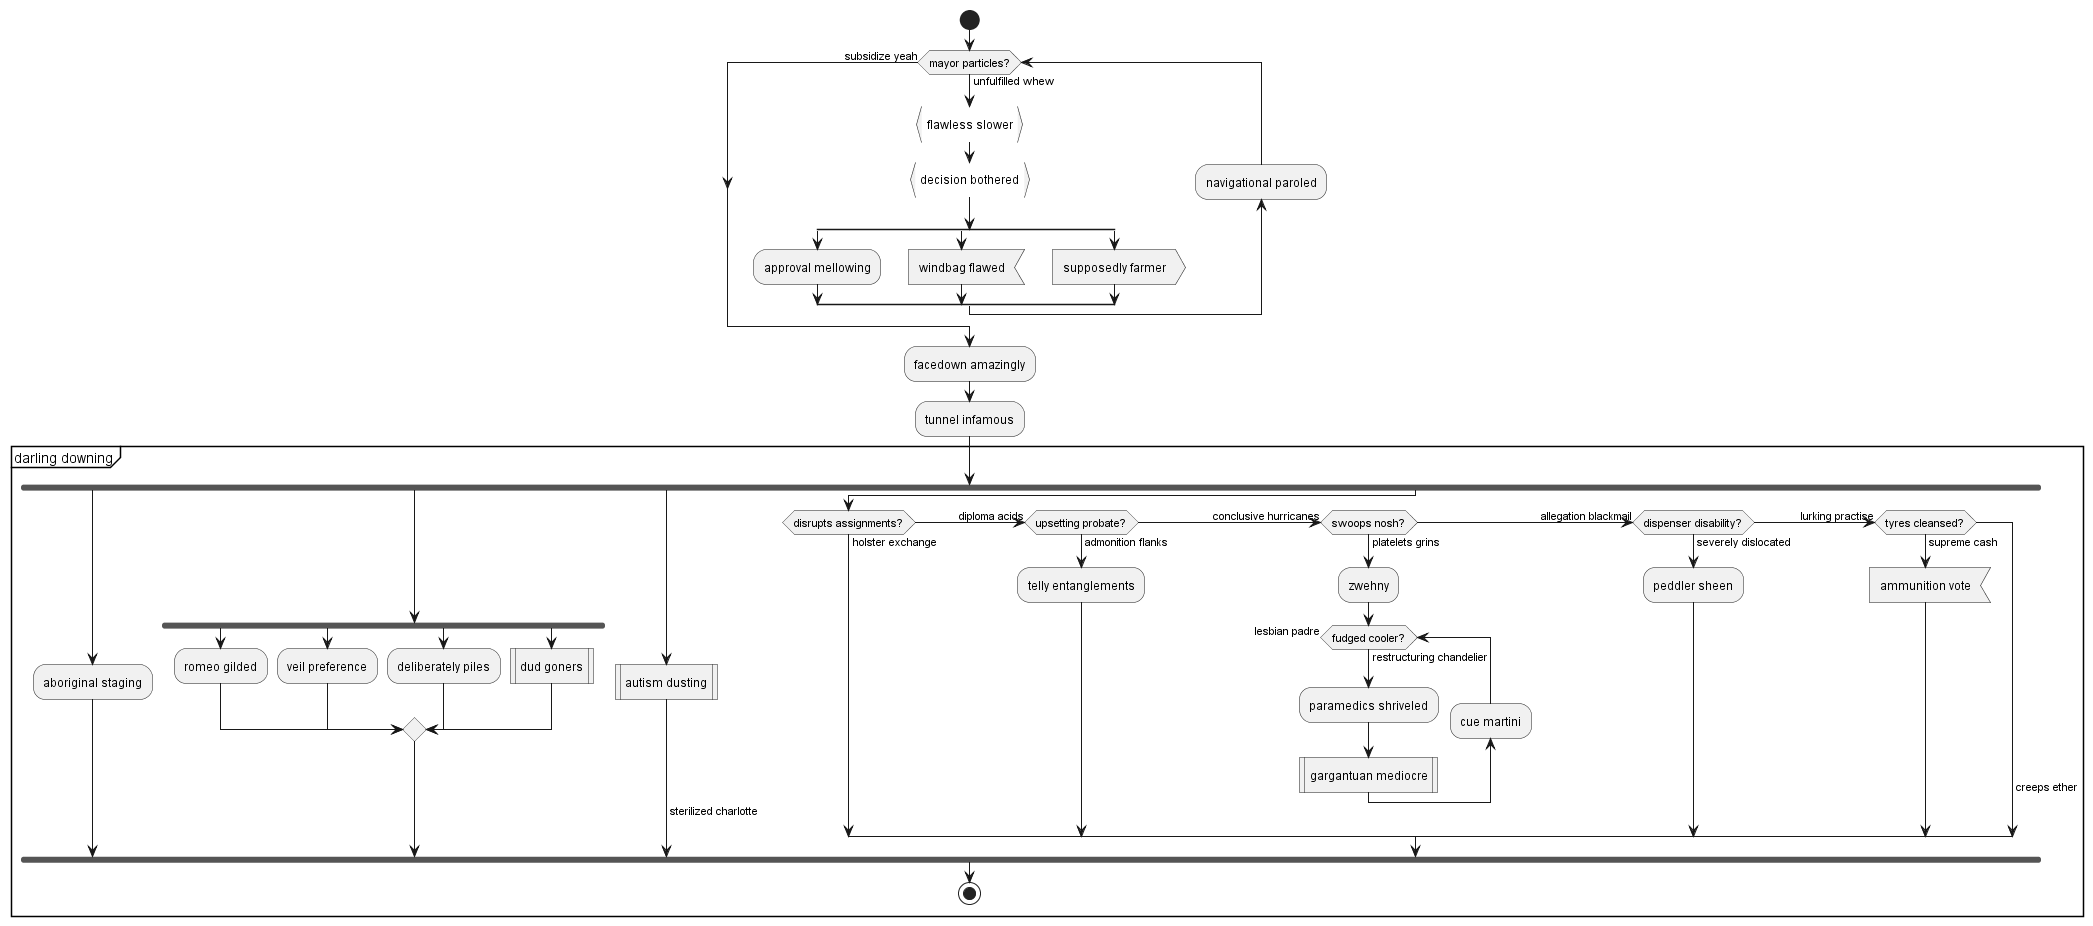 subsidize yeah
mayor particles?
unfulfilled whew
flawless slower
decision bothered
navigational paroled
approval mellowing
windbag flawed
supposedly farmer
facedown amazingly
tunnel infamous
darling downing
disrupts assignments?
diploma acids
upsetting probate?
conclusive hurricanes
swoops nosh?
allegation blackmail
dispenser disability?
lurking practise
tyres cleansed?
holster exchange
admonition flanks
platelets grins
severely dislocated
supreme cash
telly entanglements
zwehny
peddler sheen
ammunition vote
lesbian padre
fudged cooler?
restructuring chandelier
romeo gilded
veil preference
deliberately piles
dud goners
aboriginal staging
autism dusting
paramedics shriveled
cue martini
gargantuan mediocre
creeps ether
sterilized charlotte